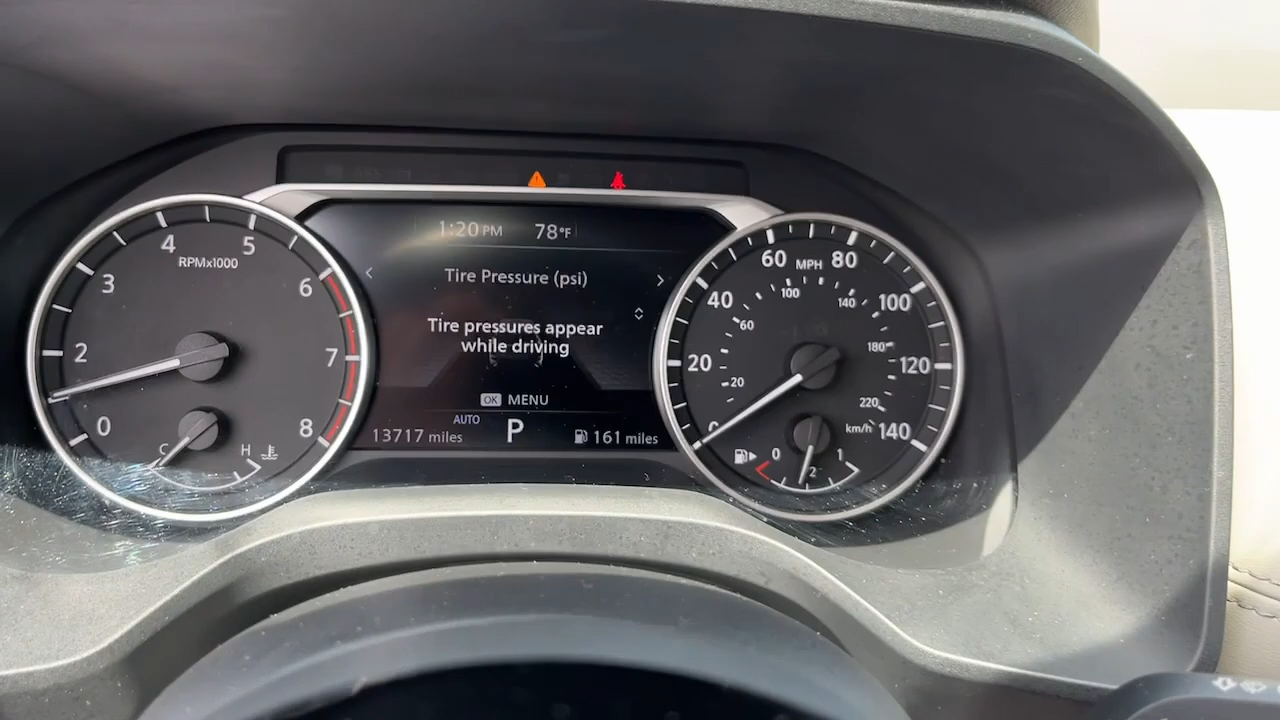 1:20 PM 78°F
Tire Pressure (psi)
Tire pressures appear
while driving
OK MENU
AUTO
13717 miles P 161 miles
RPMx1000
0 2 3 4 5 6 7 8
C H
MPH
0 20 40 60 80 100 120 140
20 60 100 140 180 220
km/h
0 1
2